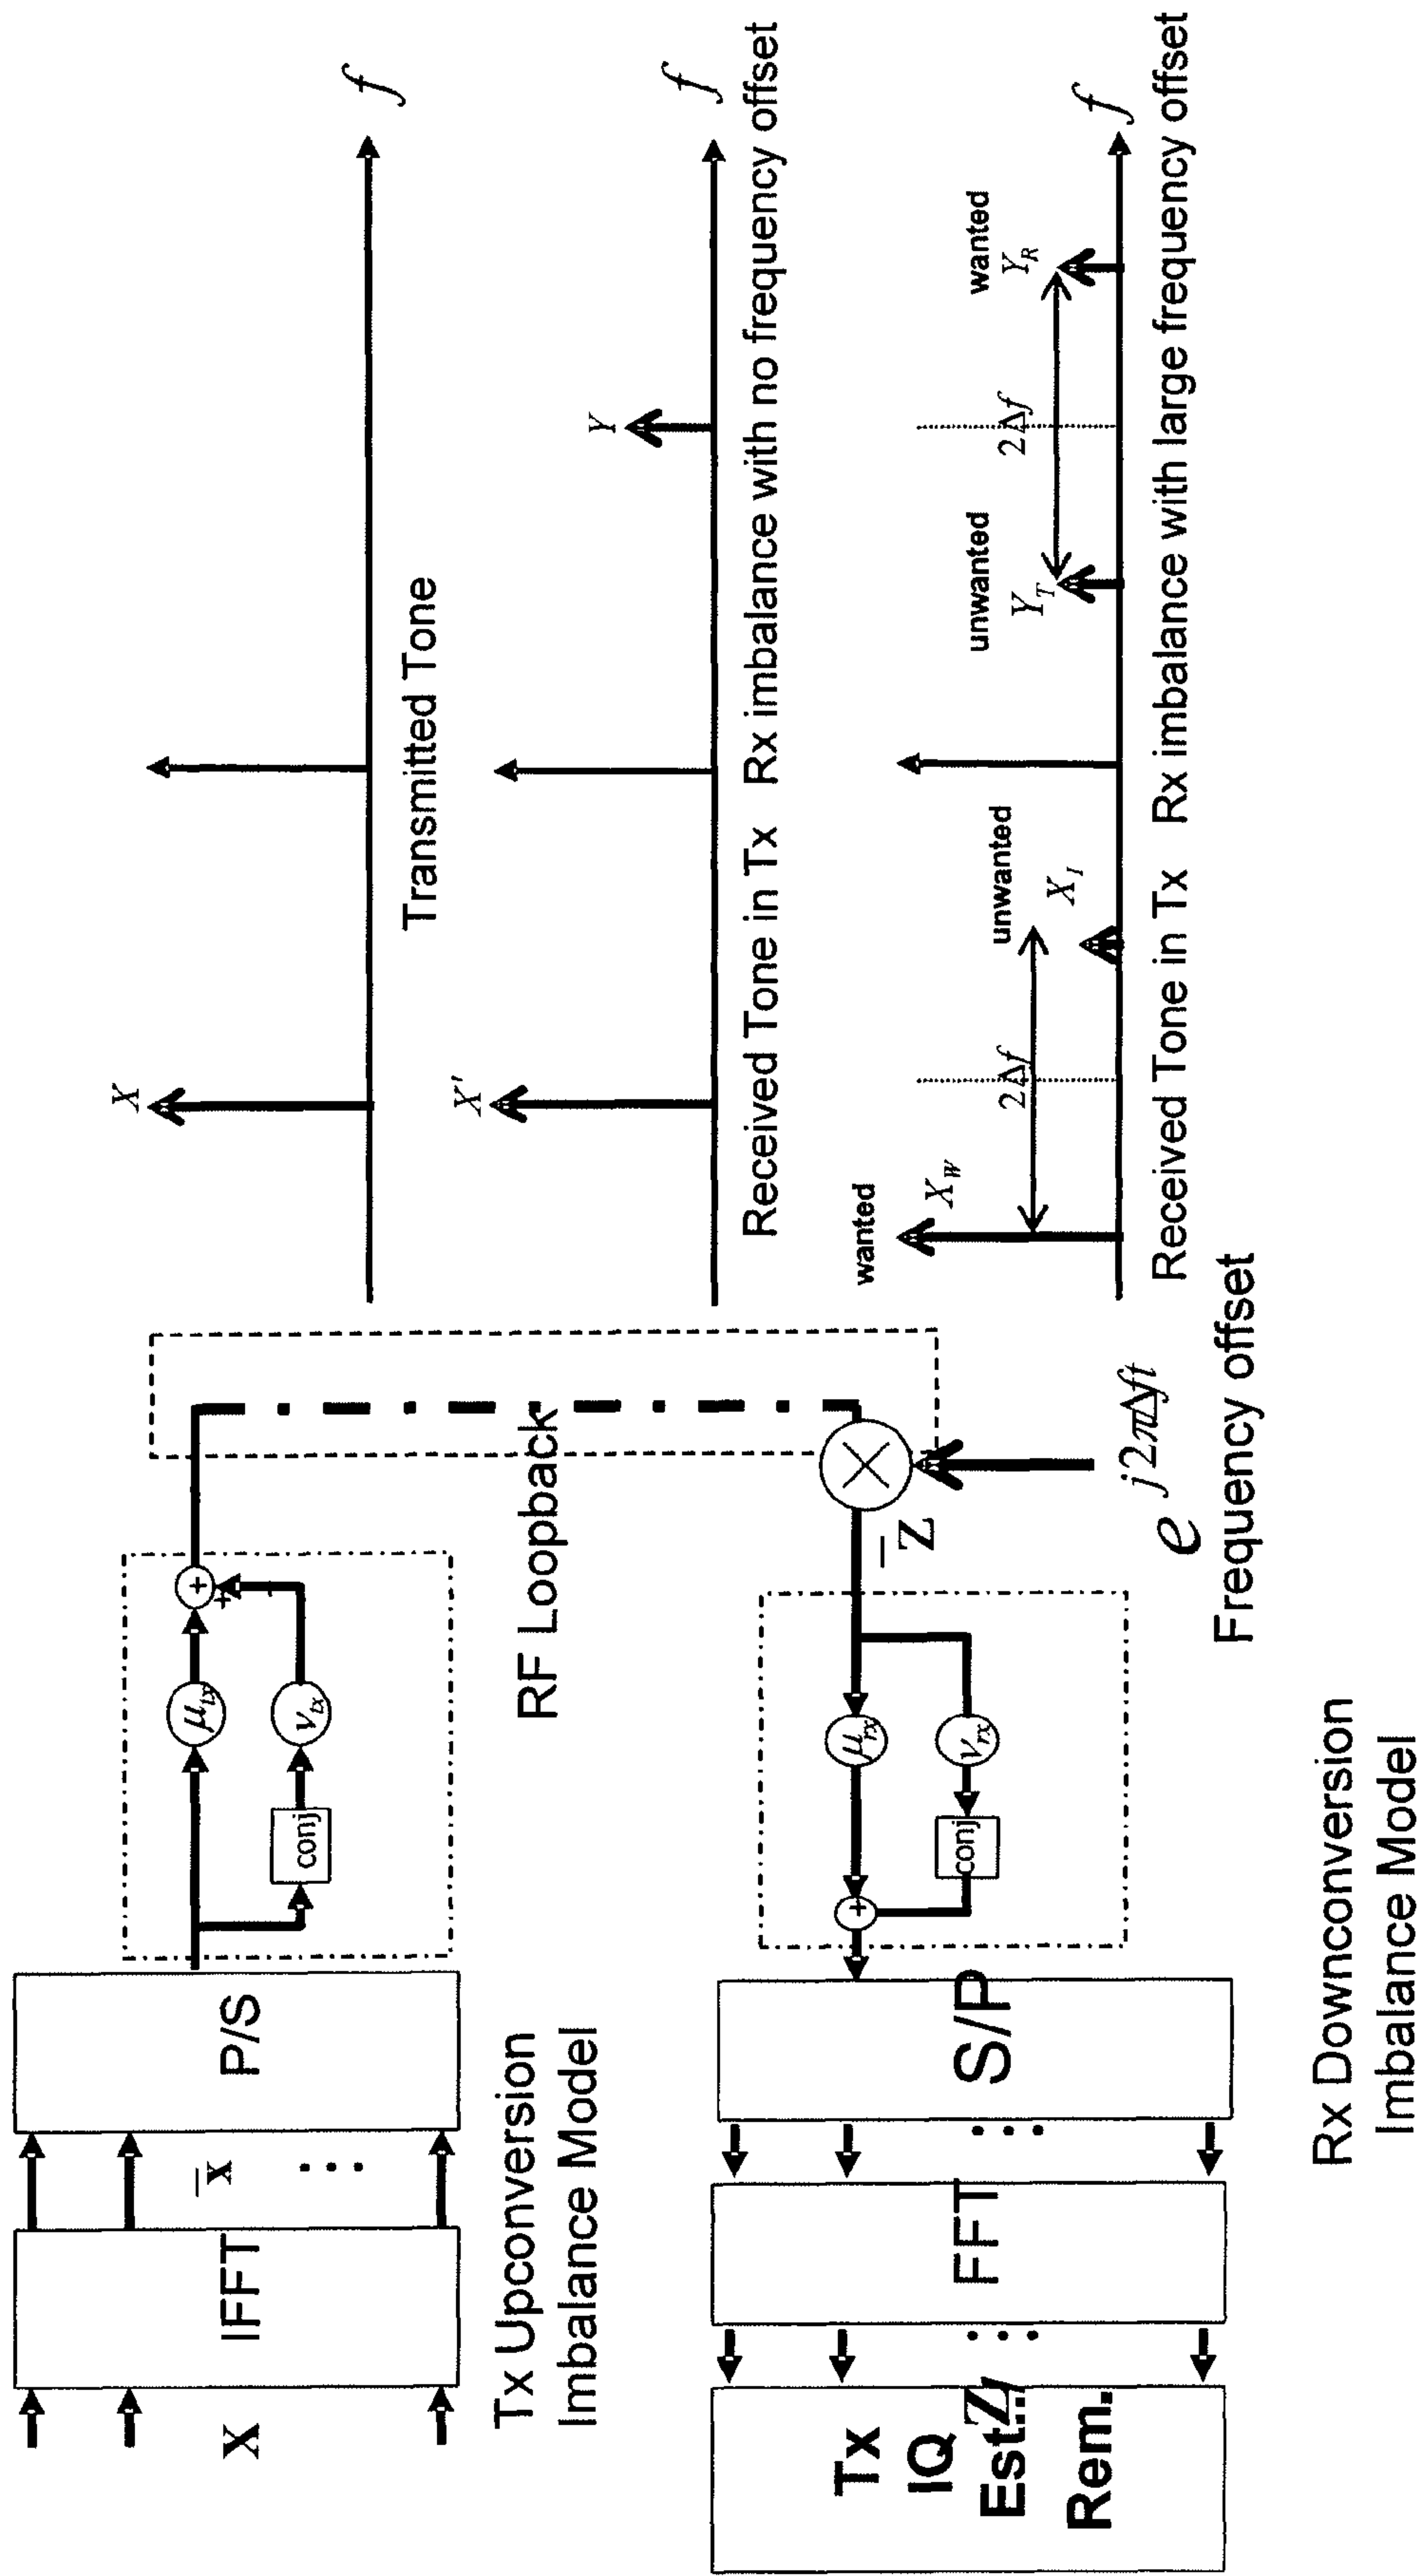 X
IFFT
x̄
⋮
P/S
conj
μtx
νtx
+
+
Tx Upconversion
Imbalance Model
RF Loopback
Tx
IQ
Est...
Z
Rem.
FFT
S/P
+
μrx
νrx
conj
Z̄
e^{j2πΔft}
Frequency offset
Rx Downconversion
Imbalance Model
X
f
Transmitted Tone
X'
Y
f
Received Tone in Tx Rx imbalance with no frequency offset
wanted
X_W
2Δf
unwanted
X_I
unwanted
Y_T
2Δf
wanted
Y_R
f
Received Tone in Tx Rx imbalance with large frequency offset